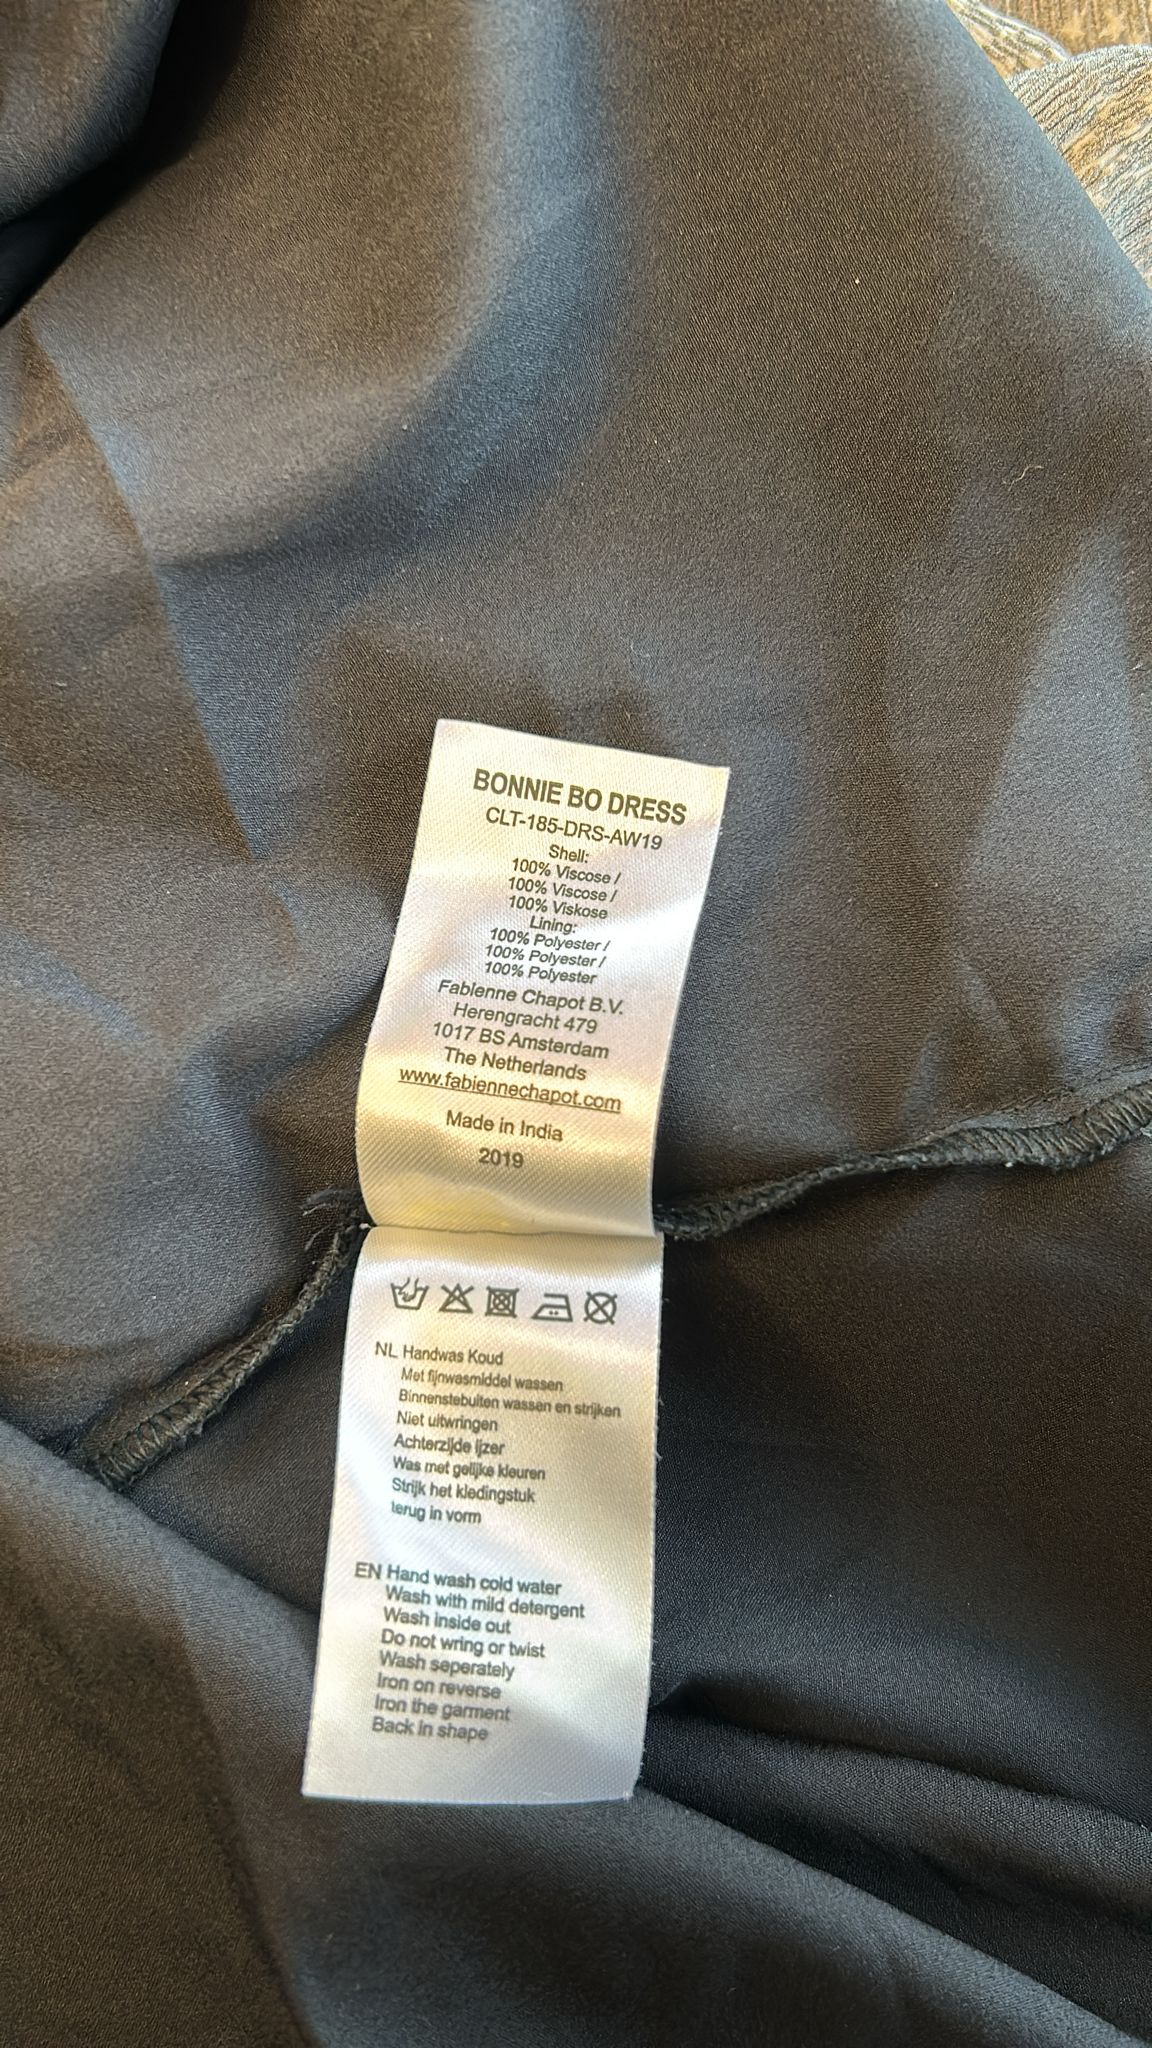 BONNIE BO DRESS
CLT-185-DRS-AW19
Shell:
100% Viscose /
100% Viscose /
100% Viskose
Lining:
100% Polyester /
100% Polyester /
100% Polyester
Fabienne Chapot B.V.
Herengracht 479
1017 BS Amsterdam
The Netherlands
www.fabiennechapot.com
Made in India
2019
NL Handwas Koud
Met fijnwasmiddel wassen
Binnenstebuiten wassen en strijken
Niet uitwringen
Achterzijde ijzer
Was met gelijke kleuren
Strijk het kledingstuk
terug in vorm
EN Hand wash cold water
Wash with mild detergent
Wash inside out
Do not wring or twist
Wash seperately
Iron on reverse
Iron the garment
Back in shape